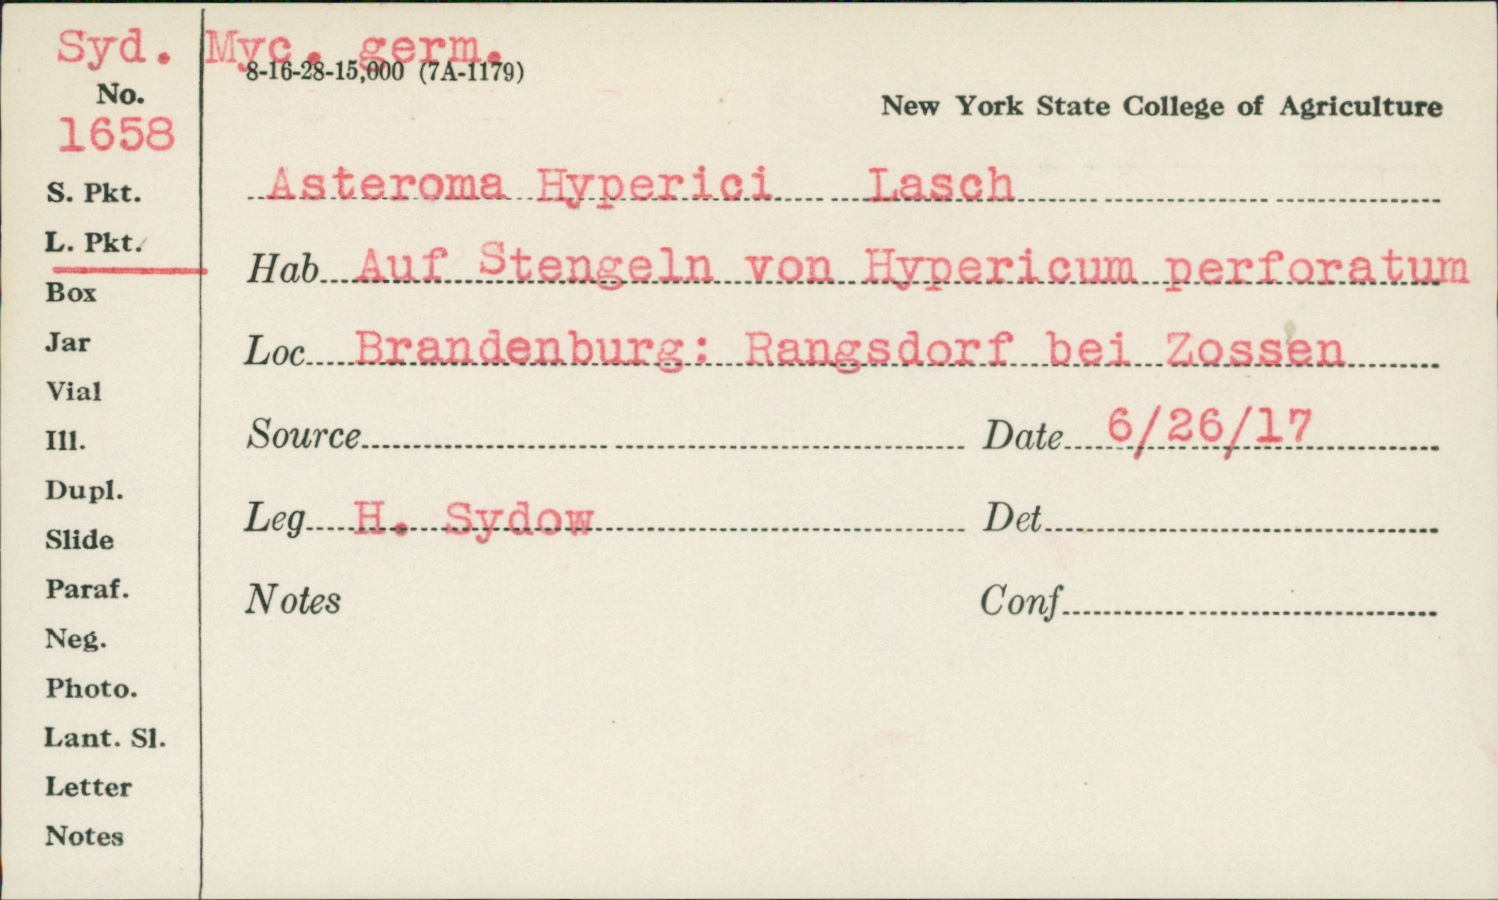 Syd. Myc. germ.
8-16-28-15,000 (7A-1179)
No.
1658
New York State College of Agriculture
S. Pkt.
Asteroma Hyperici Lasch
L. Pkt.
Hab Auf Stengeln von Hypericum perforatum
Box
Jar
Loc Brandenburg: Rangsdorf bei Zossen
Vial
Ill.
Source Date 6/26/17
Dupl.
Leg H. Sydow Det
Slide
Paraf.
Notes Conf
Neg.
Photo.
Lant. Sl.
Letter
Notes